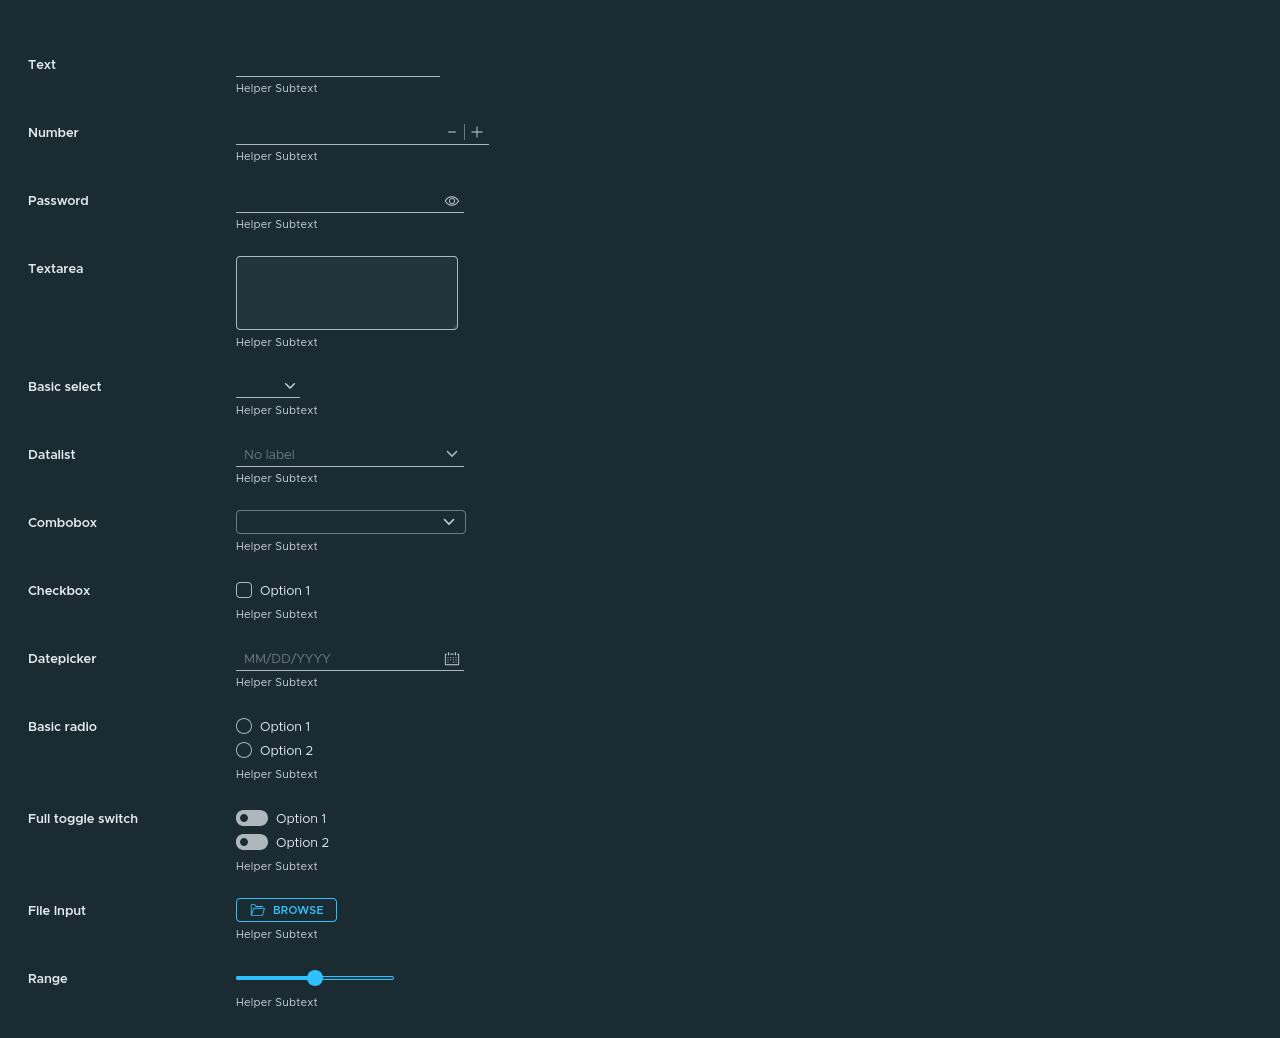 Text
Helper Subtext
Number
Helper Subtext
Password
Helper Subtext
Textarea
Helper Subtext
Basic select
Helper Subtext
Datalist No label
Helper Subtext
Combobox
Helper Subtext
Checkbox Option 1
Helper Subtext
Datepicker MM/DD/YYYY
Helper Subtext
Basic radio Option 1
Option 2
Helper Subtext
Full toggle switch Option 1
Option 2
Helper Subtext
File Input BROWSE
Helper Subtext
Range
Helper Subtext